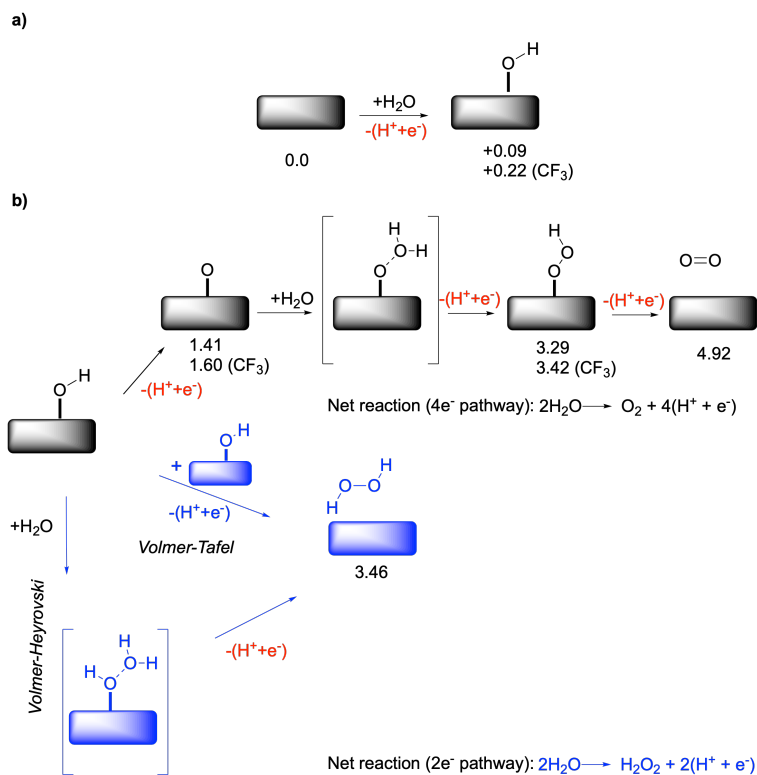 a)
H
O
+H₂O
-(H⁺+e⁻)
0.0
+0.09
+0.22 (CF₃)
b)
H
O-H
O
H
O
O
O=O
O
+H₂O
-(H⁺+e⁻)
-(H⁺+e⁻)
1.41
1.60 (CF₃)
3.29
3.42 (CF₃)
4.92
O-H
-(H⁺+e⁻)
Net reaction (4e⁻ pathway): 2H₂O → O₂ + 4(H⁺ + e⁻)
O H
+
-(H⁺+e⁻)
Volmer-Tafel
H
O-O
H
3.46
+H₂O
Volmer-Heyrovski
H
H O-H
O
-(H⁺+e⁻)
Net reaction (2e⁻ pathway): 2H₂O → H₂O₂ + 2(H⁺ + e⁻)